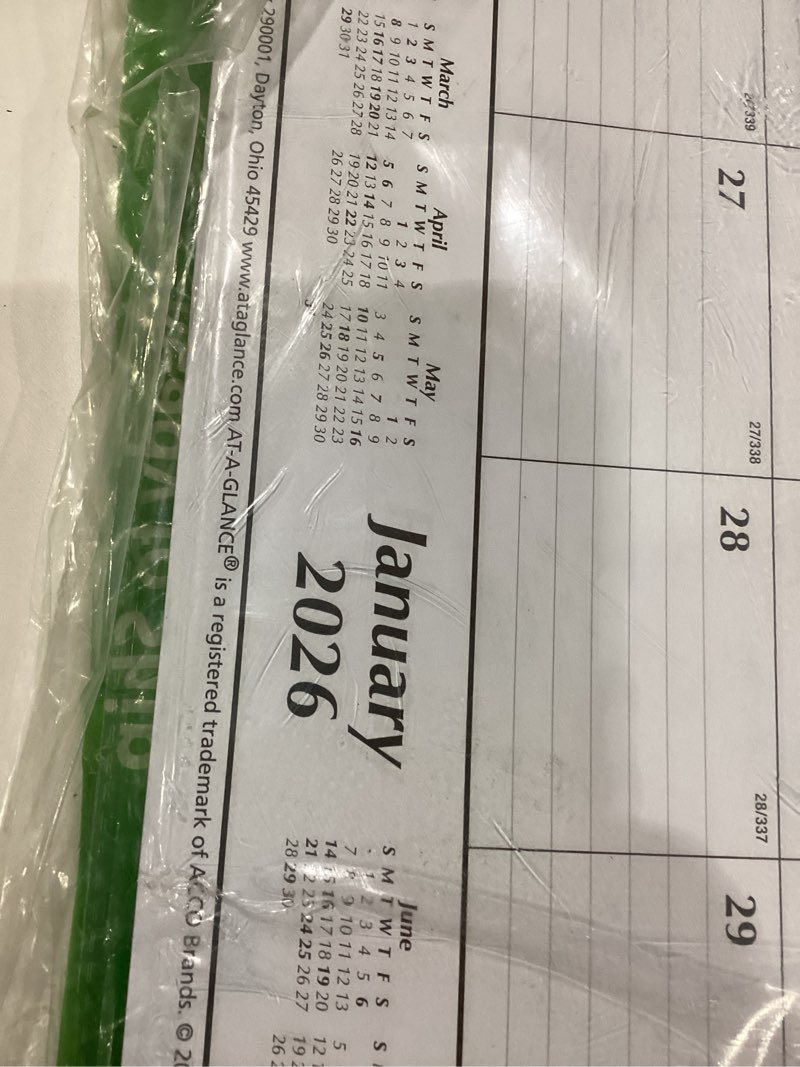 26/339
27
27/338
28
28/337
29
March
S M T W T F S
1 2 3 4 5 6 7
8 9 10 11 12 13 14
15 16 17 18 19 20 21
22 23 24 25 26 27 28
29 30 31
April
S M T W T F S
1 2 3 4
5 6 7 8 9 10 11
12 13 14 15 16 17 18
19 20 21 22 23 24 25
26 27 28 29 30
May
S M T W T F S
1 2
3 4 5 6 7 8 9
10 11 12 13 14 15 16
17 18 19 20 21 22 23
24 25 26 27 28 29 30
January
2026
June
S M T W T F S
1 2 3 4 5 6
7 8 9 10 11 12 13
14 15 16 17 18 19 20
21 22 23 24 25 26 27
28 29 30
S
5
12
19
26
290001, Dayton, Ohio 45429 www.ataglance.com AT-A-GLANCE® is a registered trademark of ACCO Brands. © 20